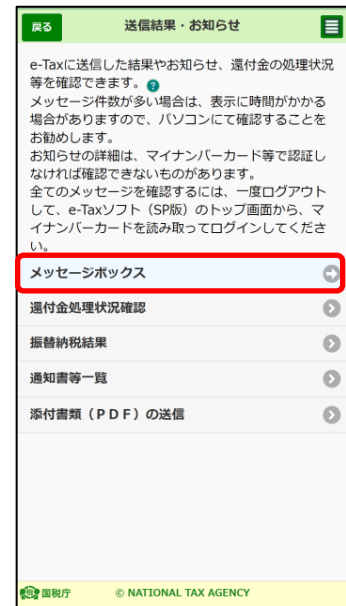 戻る
送信結果・お知らせ
e-Taxに送信した結果やお知らせ、還付金の処理状況
等を確認できます。?
メッセージ件数が多い場合は、表示に時間がかかる
場合がありますので、パソコンにて確認することを
お勧めします。
お知らせの詳細は、マイナンバーカード等で認証し
なければ確認できないものがあります。
全てのメッセージを確認するには、一度ログアウト
して、e-Taxソフト（SP版）のトップ画面から、マ
イナンバーカードを読み取ってログインしてくださ
い。
メッセージボックス
還付金処理状況確認
振替納税結果
通知書等一覧
添付書類（ＰＤＦ）の送信
国税庁
© NATIONAL TAX AGENCY